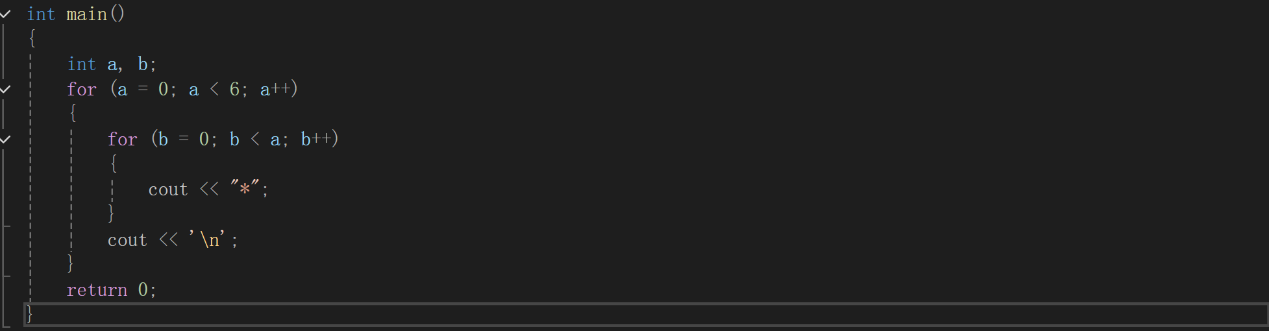 int main()
{
    int a, b;
    for (a = 0; a < 6; a++)
    {
        for (b = 0; b < a; b++)
        {
            cout << "*";
        }
        cout << '\n';
    }
    return 0;
}